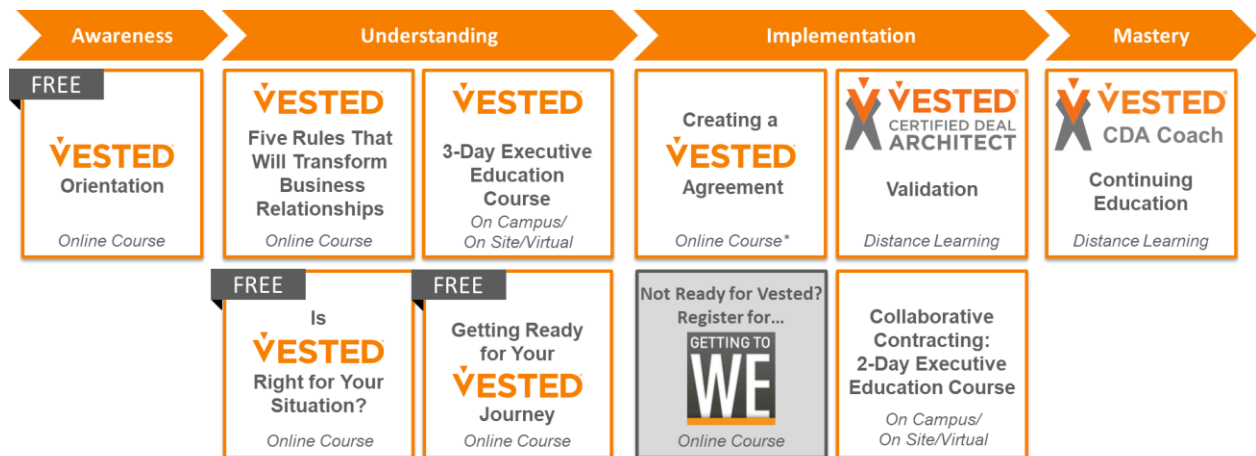 Awareness
Understanding
Implementation
Mastery
FREE
VESTED®
Orientation
Online Course
VESTED®
Five Rules That
Will Transform
Business
Relationships
Online Course
VESTED®
3-Day Executive
Education
Course
On Campus/
On Site/Virtual
Creating a
VESTED®
Agreement
Online Course*
VESTED®
CERTIFIED DEAL
ARCHITECT
Validation
Distance Learning
VESTED®
CDA Coach
Continuing
Education
Distance Learning
FREE
Is
VESTED®
Right for Your
Situation?
Online Course
FREE
Getting Ready
for Your
VESTED®
Journey
Online Course
Not Ready for Vested?
Register for...
GETTING TO
WE
Online Course
Collaborative
Contracting:
2-Day Executive
Education Course
On Campus/
On Site/Virtual